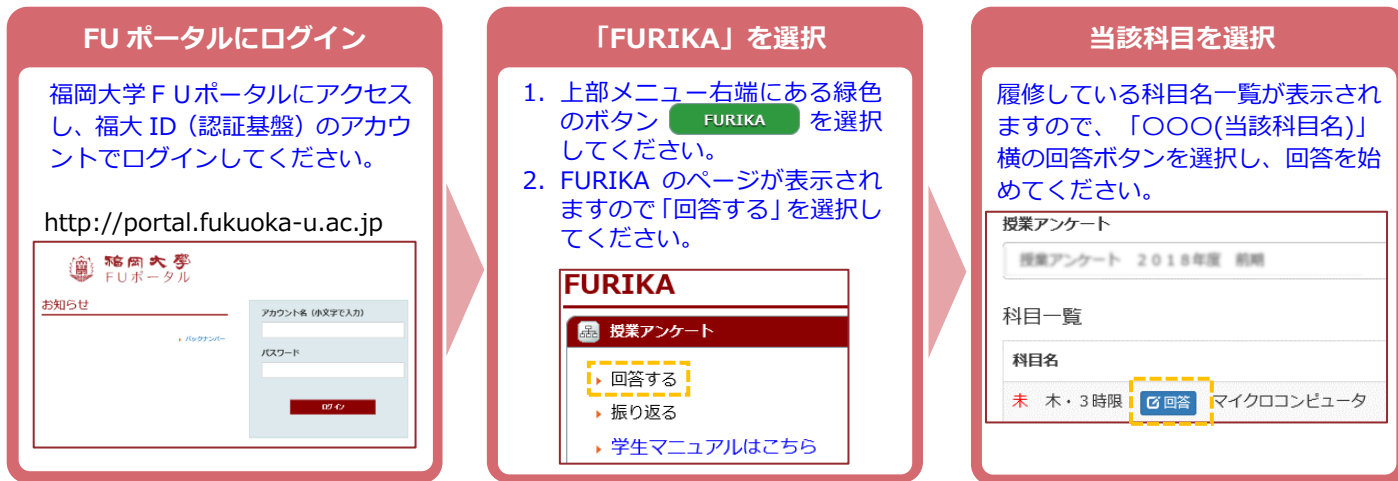 FU ポータルにログイン
福岡大学ＦＵポータルにアクセス
し、福大 ID（認証基盤）のアカウ
ントでログインしてください。
http://portal.fukuoka-u.ac.jp
福岡大學
FUポータル
お知らせ
バックナンバー
アカウント名（小文字で入力）
パスワード
ログイン
「FURIKA」を選択
1. 上部メニュー右端にある緑色
のボタン FURIKA を選択
してください。
2. FURIKA のページが表示され
ますので「回答する」を選択し
てください。
FURIKA
授業アンケート
回答する
振り返る
学生マニュアルはこちら
当該科目を選択
履修している科目名一覧が表示され
ますので、「〇〇〇(当該科目名)」
横の回答ボタンを選択し、回答を始
めてください。
授業アンケート
授業アンケート　２０１８年度　前期
科目一覧
科目名
未 木・３時限 回答 マイクロコンピュータ